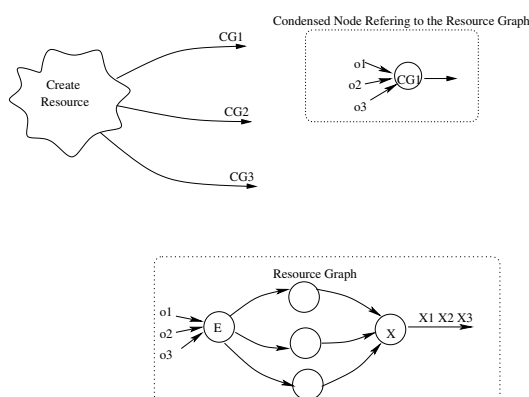 Condensed Node Refering to the Resource Graph
CG1
Create
Resource
o1
o2
o3
CG1
CG2
CG3
Resource Graph
o1
o2
o3
E
X
X1 X2 X3